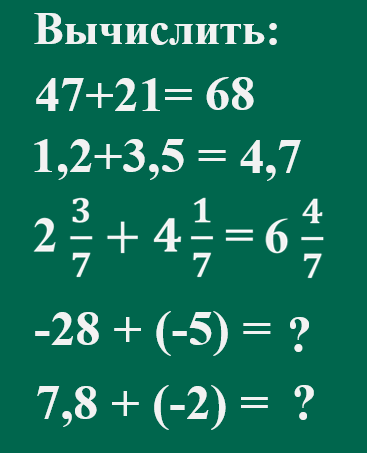 Вычислить:
47+21= 68
1,2+3,5 = 4,7
2 3/7 + 4 1/7 = 6 4/7
-28 + (-5) = ?
7,8 + (-2) = ?